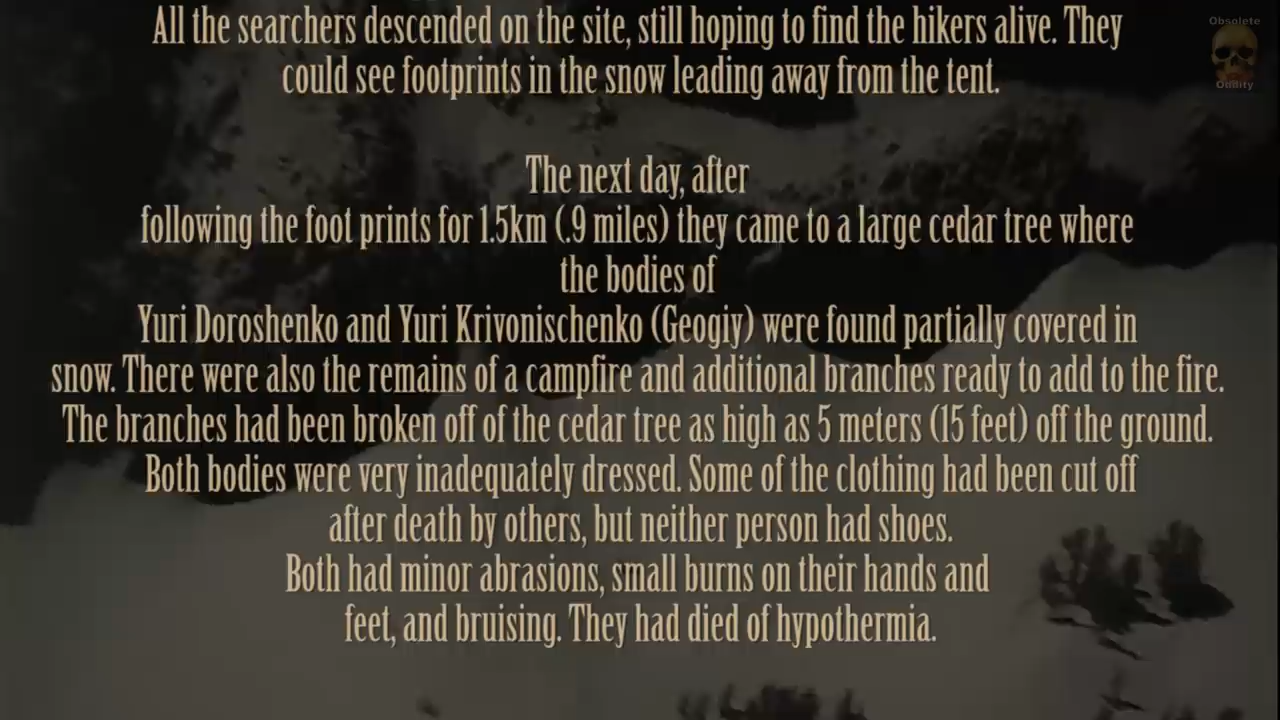 Obsolete
Oddity
All the searchers descended on the site, still hoping to find the hikers alive. They
could see footprints in the snow leading away from the tent.
The next day, after
following the foot prints for 1.5km (.9 miles) they came to a large cedar tree where
the bodies of
Yuri Doroshenko and Yuri Krivonischenko (Geogiy) were found partially covered in
snow. There were also the remains of a campfire and additional branches ready to add to the fire.
The branches had been broken off of the cedar tree as high as 5 meters (15 feet) off the ground.
Both bodies were very inadequately dressed. Some of the clothing had been cut off
after death by others, but neither person had shoes.
Both had minor abrasions, small burns on their hands and
feet, and bruising. They had died of hypothermia.